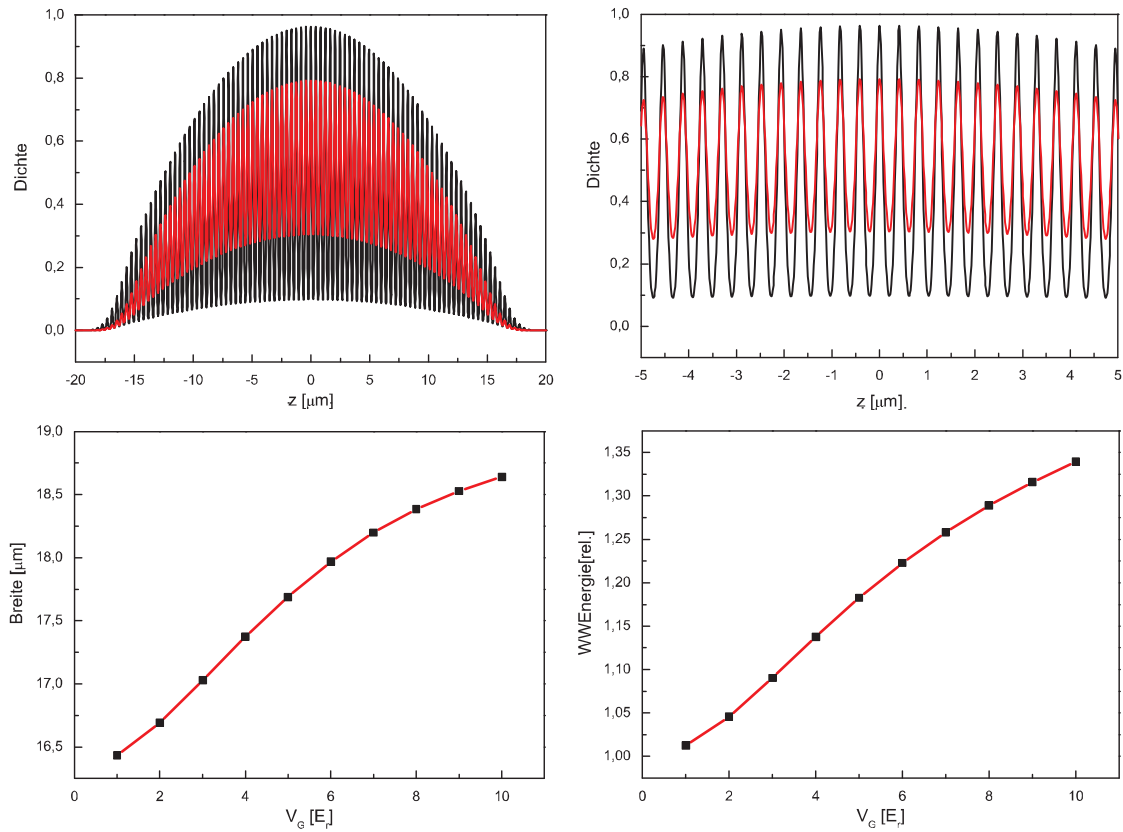 1,0
0,8
0,6
0,4
0,2
0,0
Dichte
-20 -15 -10 -5 0 5 10 15 20
z [μm]
1,0
0,8
0,6
0,4
0,2
0,0
Dichte
-5 -4 -3 -2 -1 0 1 2 3 4 5
z [μm]
19,0
18,5
18,0
17,5
17,0
16,5
Breite [μm]
0 2 4 6 8 10
V_G [E_r]
1,35
1,30
1,25
1,20
1,15
1,10
1,05
1,00
WWEnergie[rel.]
0 2 4 6 8 10
V_G [E_r]